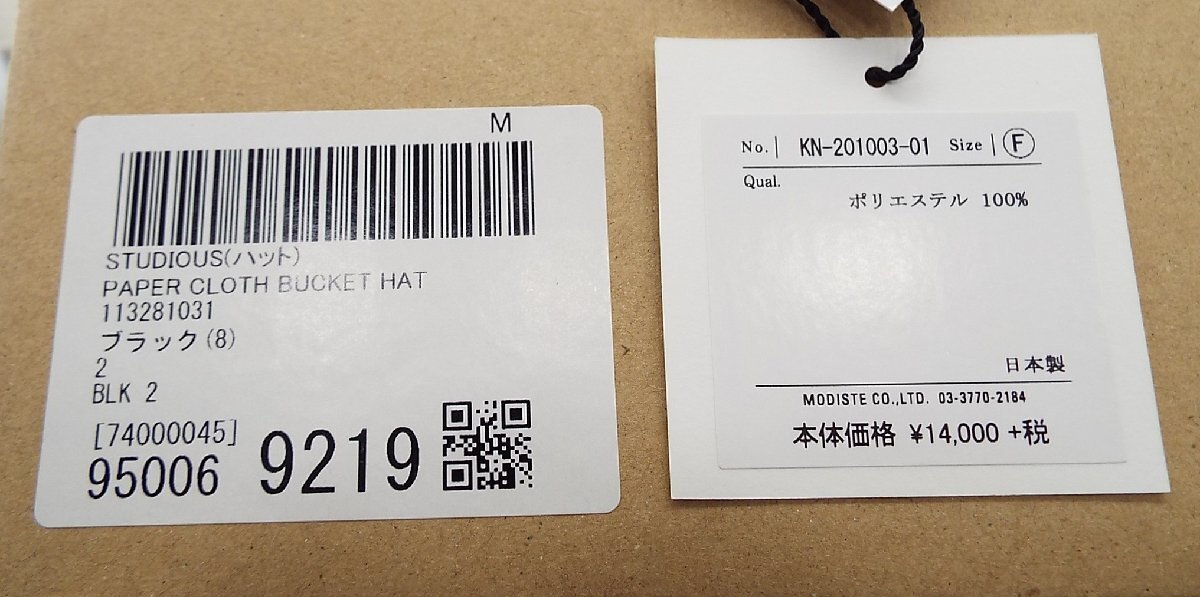 M
STUDIOUS(ハット)
PAPER CLOTH BUCKET HAT
113281031
ブラック(8)
2
BLK 2
[74000045]
95006 9219
No. KN-201003-01 Size F
Qual.
ポリエステル 100%
日本製
MODISTE CO.,LTD. 03-3770-2184
本体価格 ¥14,000 +税